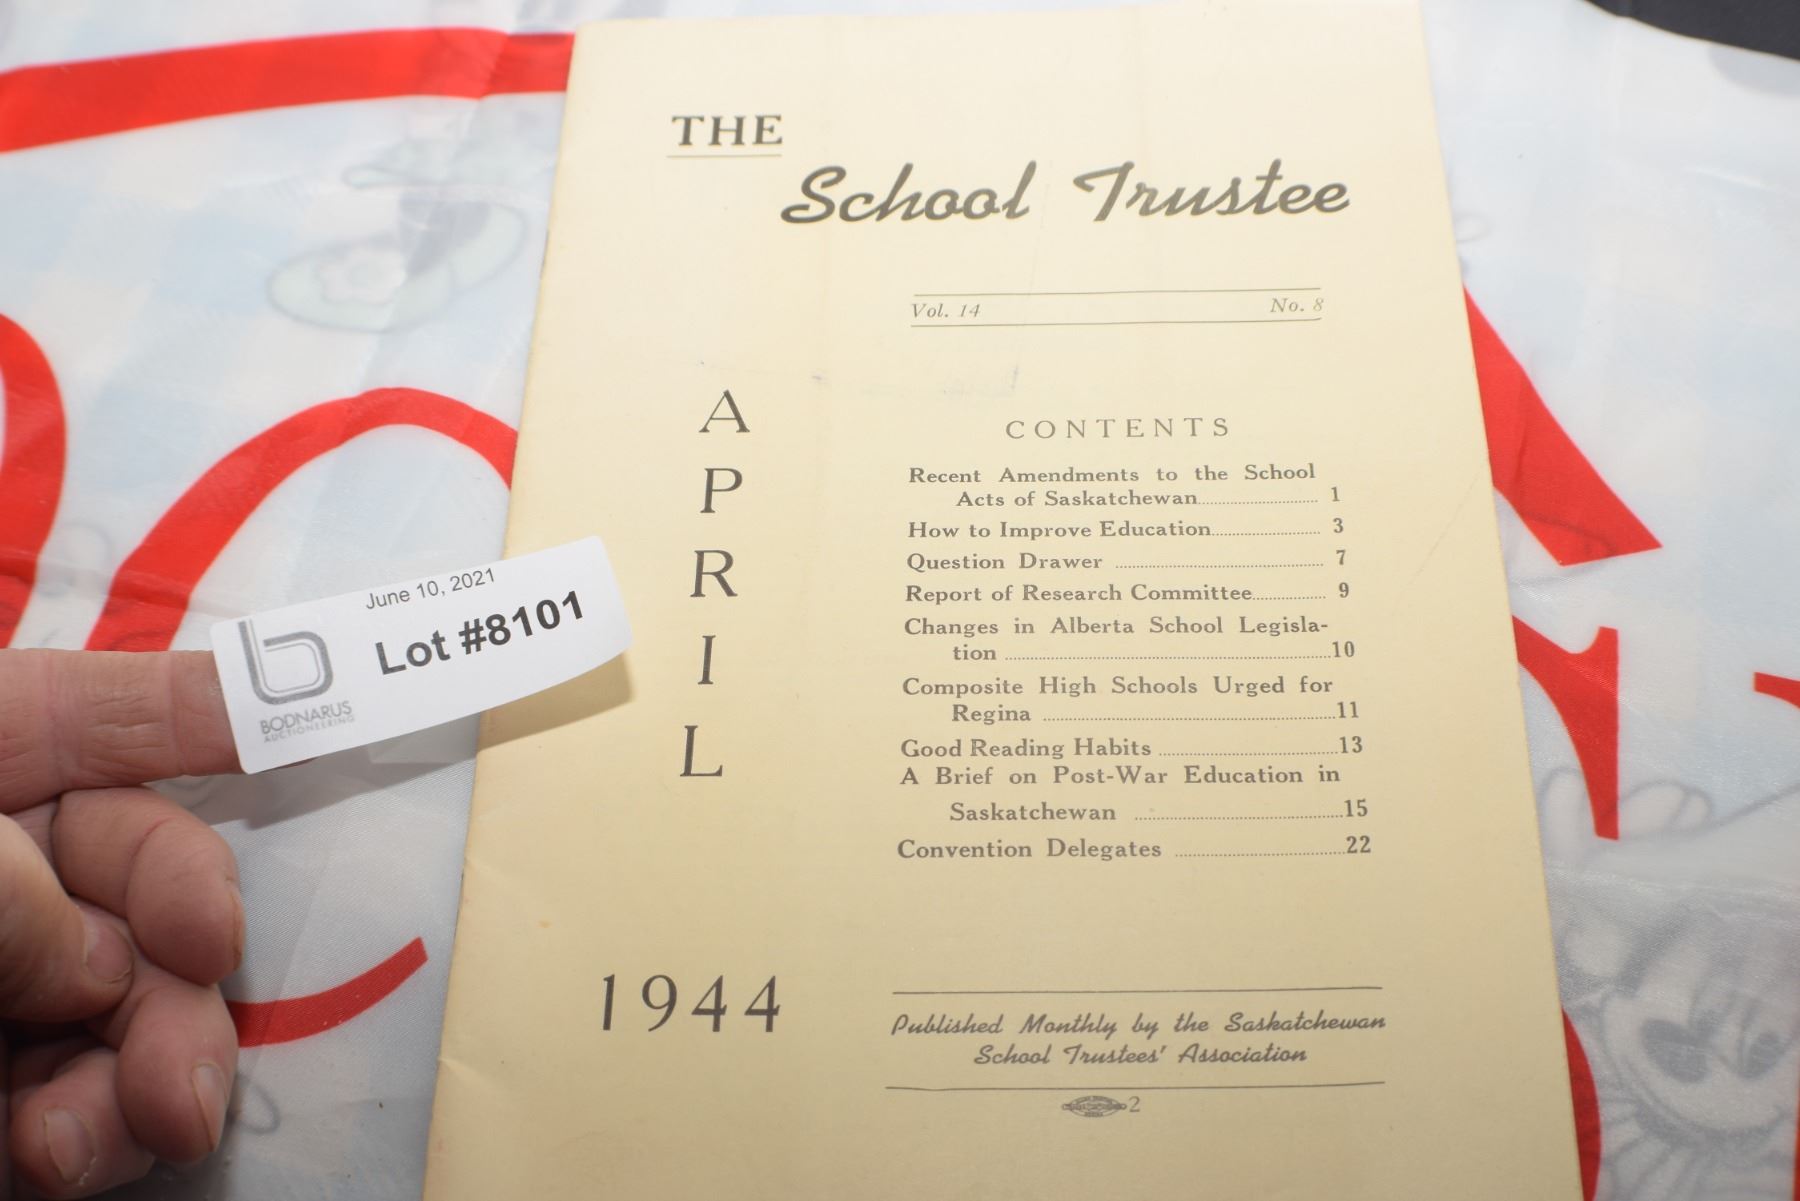 THE
School Trustee
Vol. 14 No. 8
A
P
R
I
L
1944
CONTENTS
Recent Amendments to the School
Acts of Saskatchewan 1
How to Improve Education 3
Question Drawer 7
Report of Research Committee 9
Changes in Alberta School Legisla-
tion 10
Composite High Schools Urged for
Regina 11
Good Reading Habits 13
A Brief on Post-War Education in
Saskatchewan 15
Convention Delegates 22
Published Monthly by the Saskatchewan
School Trustees' Association
2
June 10, 2021
Lot #8101
BODNARUS
AUCTIONEERING